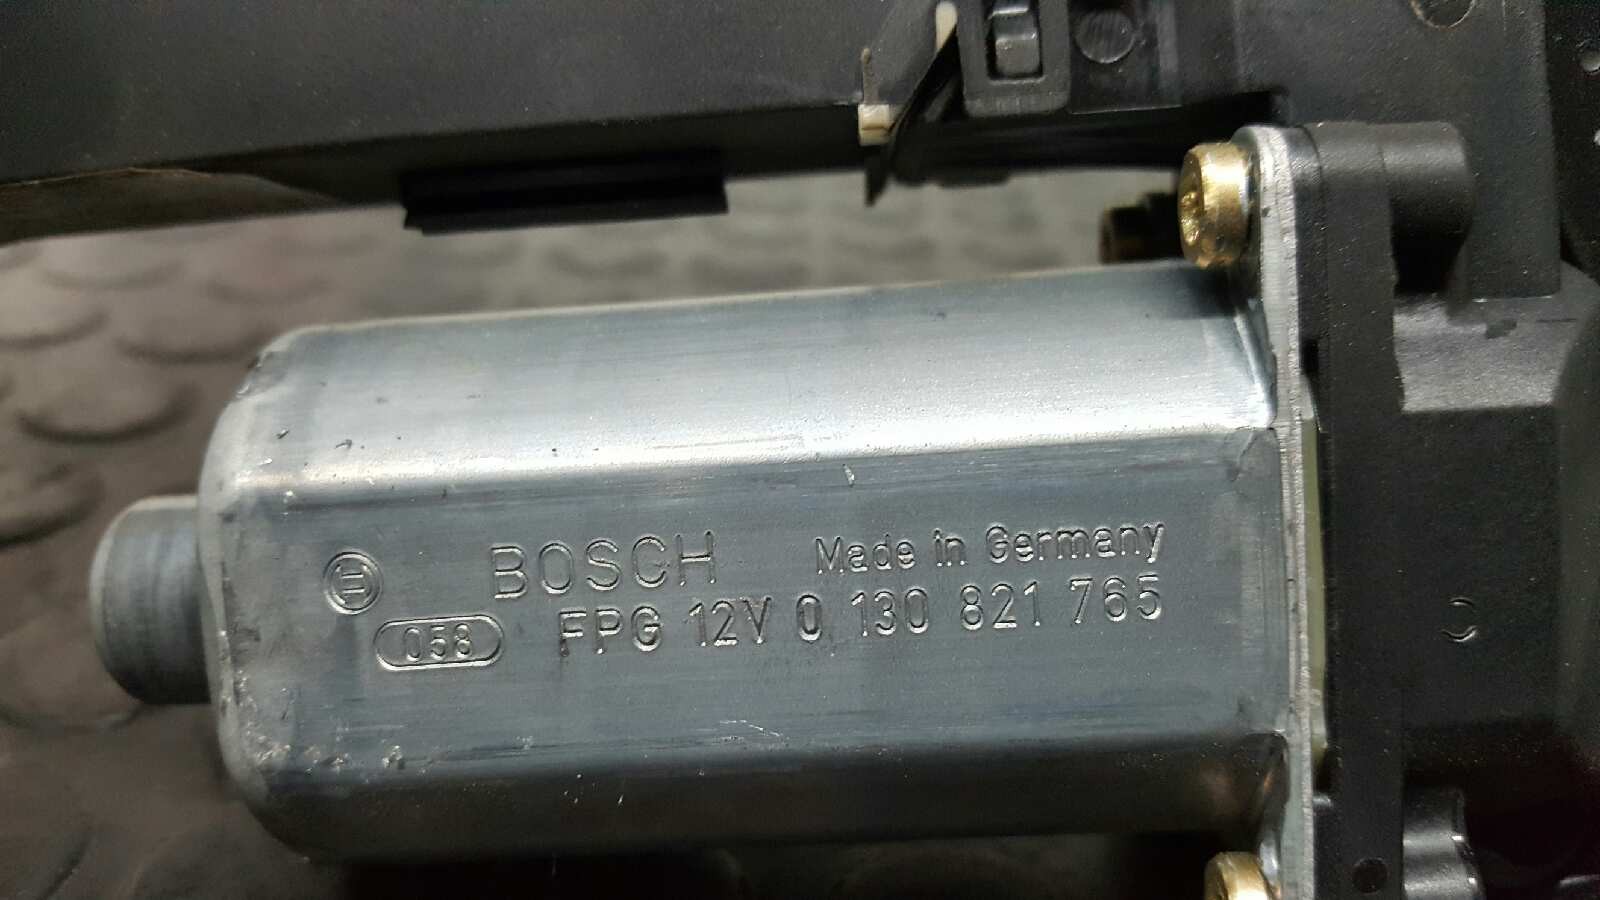 BOSCH Made in Germany
058 FPG 12V 0 130 821 765